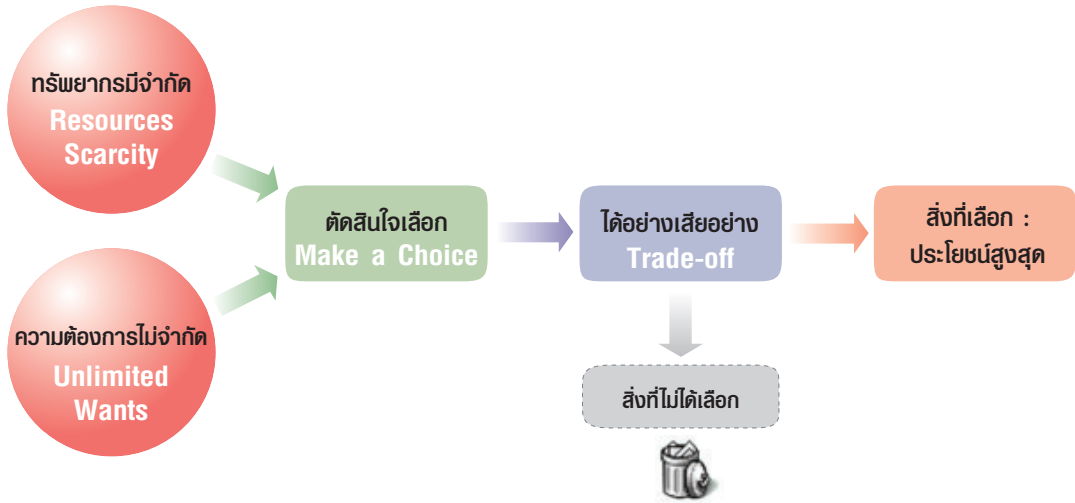 ทรัพยากรมีจำกัด
Resources
Scarcity
ความต้องการไม่จำกัด
Unlimited
Wants
ตัดสินใจเลือก
Make a Choice
ได้อย่างเสียอย่าง
Trade-off
สิ่งที่เลือก :
ประโยชน์สูงสุด
สิ่งที่ไม่ได้เลือก